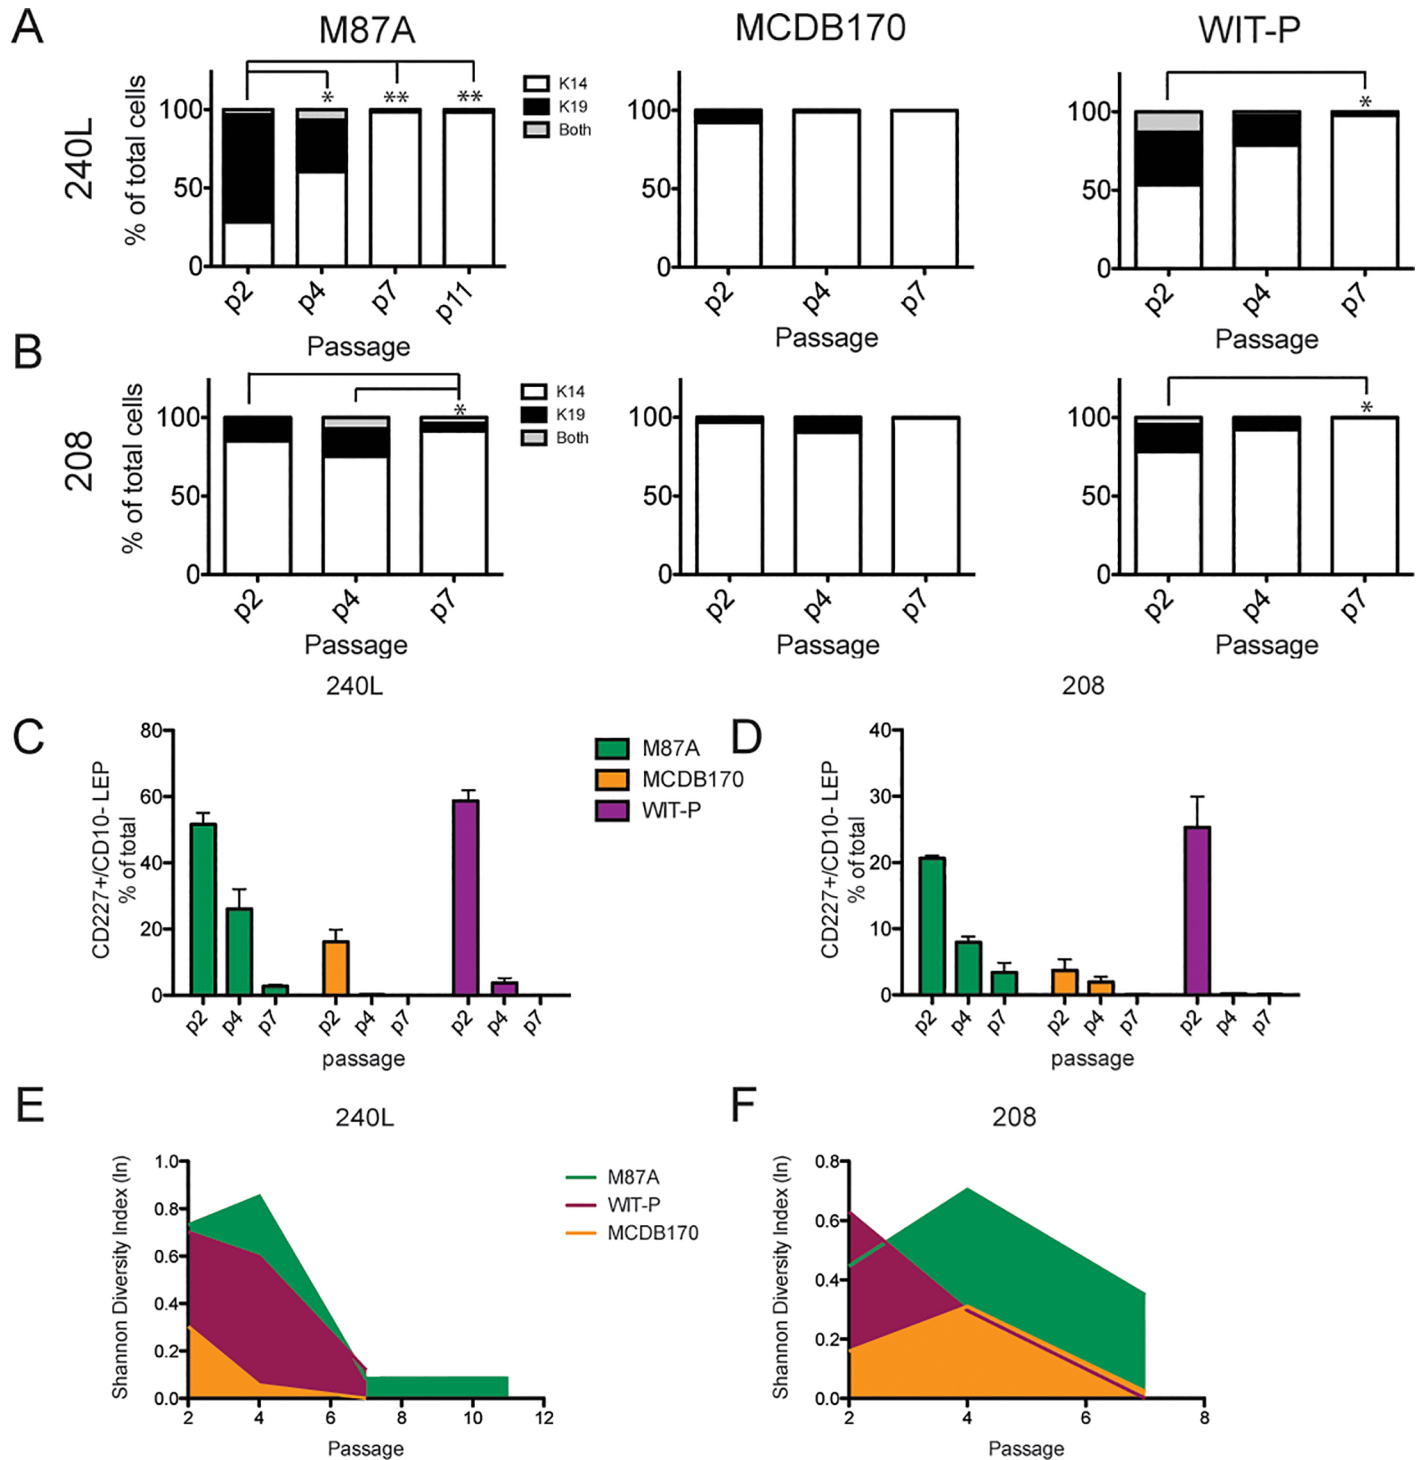 A
M87A
MCDB170
WIT-P
240L
% of total cells
100
50
0
* ** **
K14
K19
Both
p2 p4 p7 p11
Passage
100
50
0
p2 p4 p7
Passage
100
50
0
*
p2 p4 p7
Passage
B
208
% of total cells
100
50
0
*
K14
K19
Both
p2 p4 p7
Passage
100
50
0
p2 p4 p7
Passage
100
50
0
*
p2 p4 p7
Passage
C
240L
CD227+/CD10- LEP
% of total
80
60
40
20
0
p2 p4 p7 p2 p4 p7 p2 p4 p7
passage
M87A
MCDB170
WIT-P
D
208
CD227+/CD10- LEP
% of total
40
30
20
10
0
p2 p4 p7 p2 p4 p7 p2 p4 p7
passage
E
240L
Shannon Diversity Index (ln)
1.0
0.8
0.6
0.4
0.2
0.0
2 4 6 8 10 12
Passage
M87A
WIT-P
MCDB170
F
208
Shannon Diversity Index (ln)
0.8
0.6
0.4
0.2
0.0
2 4 6 8
Passage